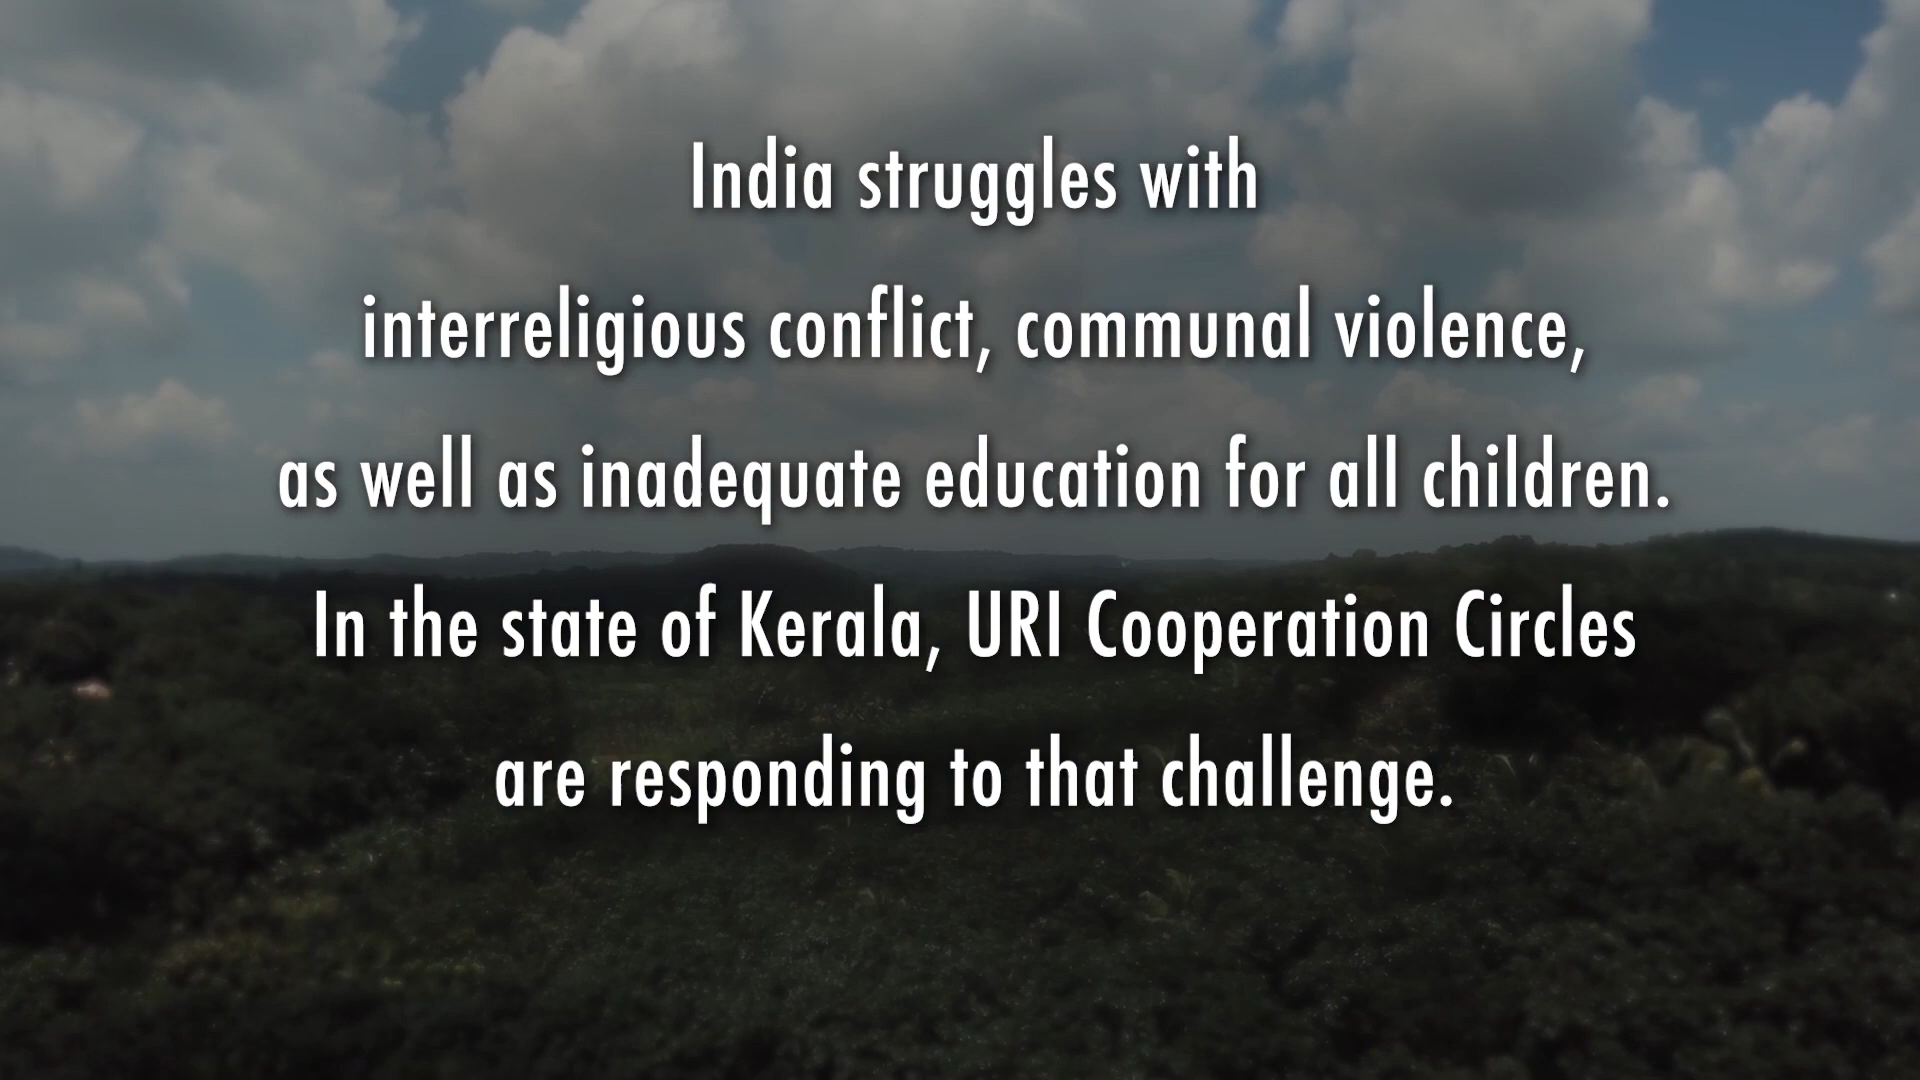 India struggles with
interreligious conflict, communal violence,
as well as inadequate education for all children.
In the state of Kerala, URI Cooperation Circles
are responding to that challenge.